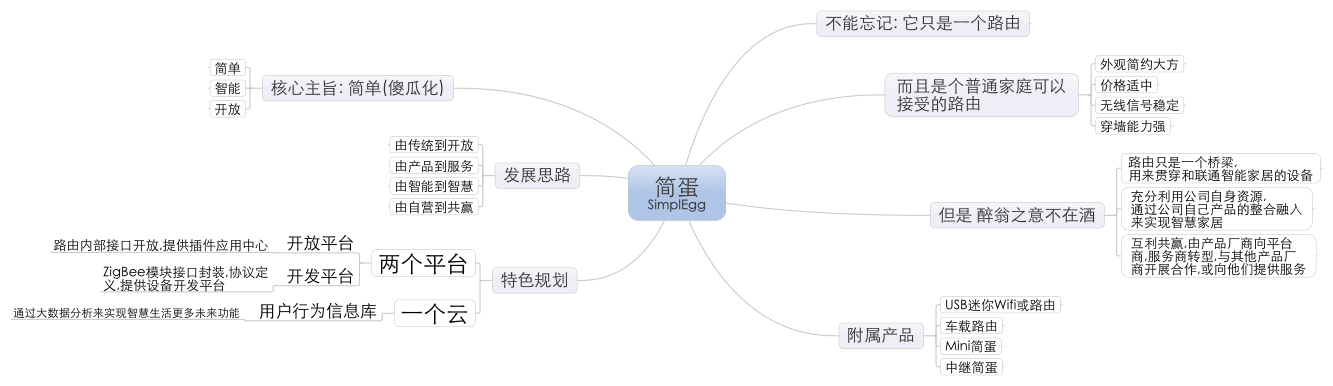 简蛋
SimplEgg
不能忘记: 它只是一个路由
而且是个普通家庭可以
接受的路由
外观简约大方
价格适中
无线信号稳定
穿墙能力强
但是 醉翁之意不在酒
路由只是一个桥梁,
用来贯穿和联通智能家居的设备
充分利用公司自身资源,
通过公司自己产品的整合融人
来实现智慧家居
互利共赢,由产品厂商向平台
商,服务商转型,与其他产品厂
商开展合作,或向他们提供服务
附属产品
USB迷你Wifi或路由
车载路由
Mini简蛋
中继简蛋
核心主旨: 简单(傻瓜化)
简单
智能
开放
发展思路
由传统到开放
由产品到服务
由智能到智慧
由自营到共赢
特色规划
两个平台
开放平台
路由内部接口开放,提供插件应用中心
开发平台
ZigBee模块接口封装,协议定
义,提供设备开发平台
一个云
用户行为信息库
通过大数据分析来实现智慧生活更多未来功能